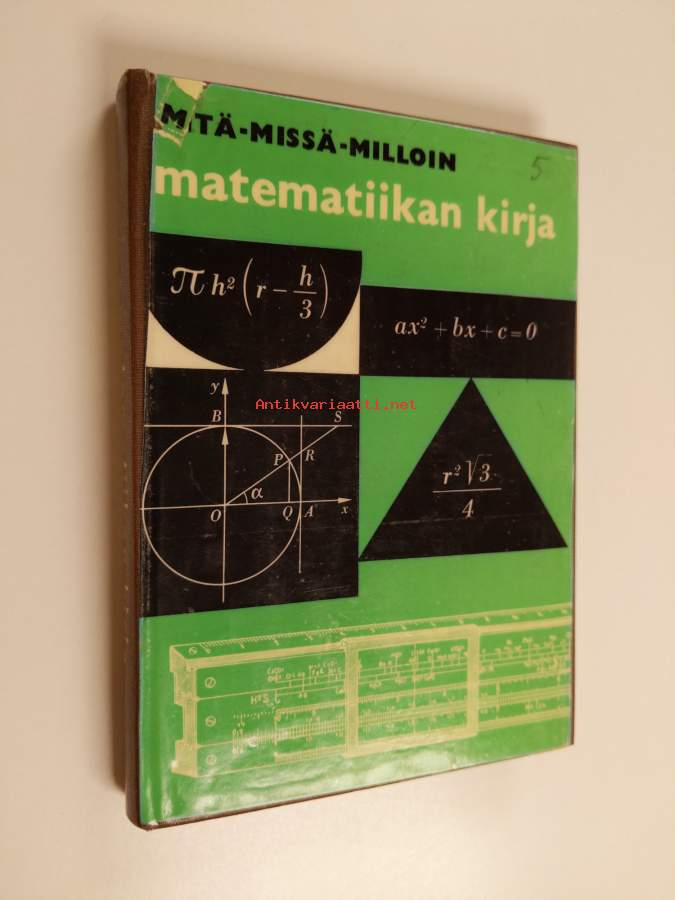 MITÄ-MISSÄ-MILLOIN
5
matematiikan kirja
πh² (r – h/3)
ax² + bx + c = 0
Antikvariaatti.net
y
B
S
P
R
α
r²√3/4
O
Q
A
x